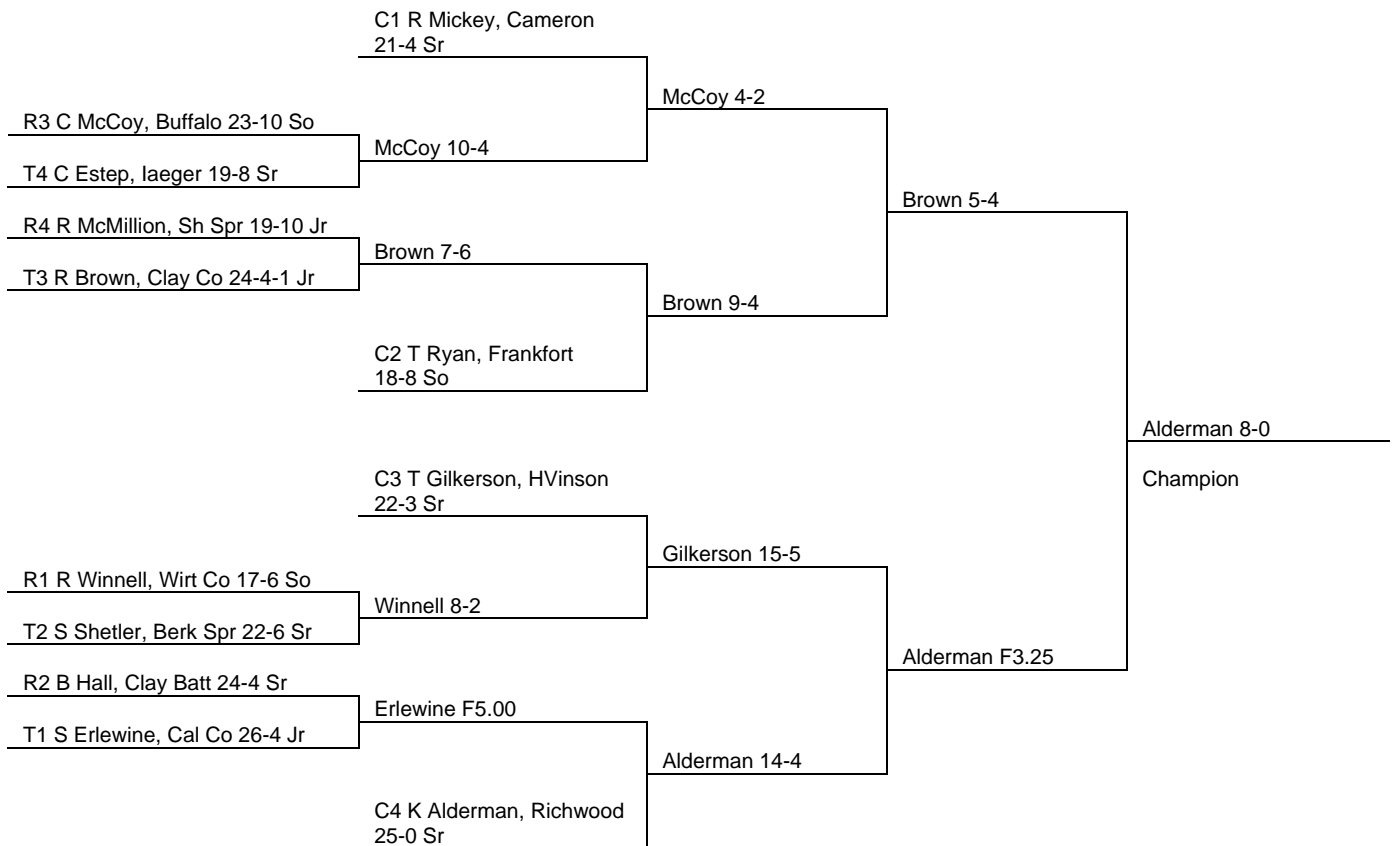 C1 R Mickey, Cameron
21-4 Sr
McCoy 4-2
R3 C McCoy, Buffalo 23-10 So
McCoy 10-4
T4 C Estep, Iaeger 19-8 Sr
Brown 5-4
R4 R McMillion, Sh Spr 19-10 Jr
Brown 7-6
T3 R Brown, Clay Co 24-4-1 Jr
Brown 9-4
C2 T Ryan, Frankfort
18-8 So
Alderman 8-0
C3 T Gilkerson, HVinson
22-3 Sr
Champion
Gilkerson 15-5
R1 R Winnell, Wirt Co 17-6 So
Winnell 8-2
T2 S Shetler, Berk Spr 22-6 Sr
Alderman F3.25
R2 B Hall, Clay Batt 24-4 Sr
Erlewine F5.00
T1 S Erlewine, Cal Co 26-4 Jr
Alderman 14-4
C4 K Alderman, Richwood
25-0 Sr